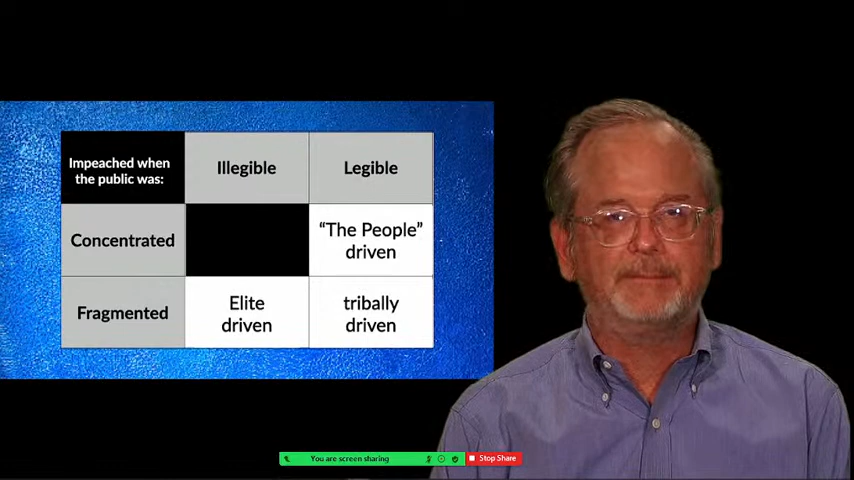 Impeached when
the public was:
Illegible
Legible
Concentrated
“The People”
driven
Fragmented
Elite
driven
tribally
driven
You are screen sharing
Stop Share